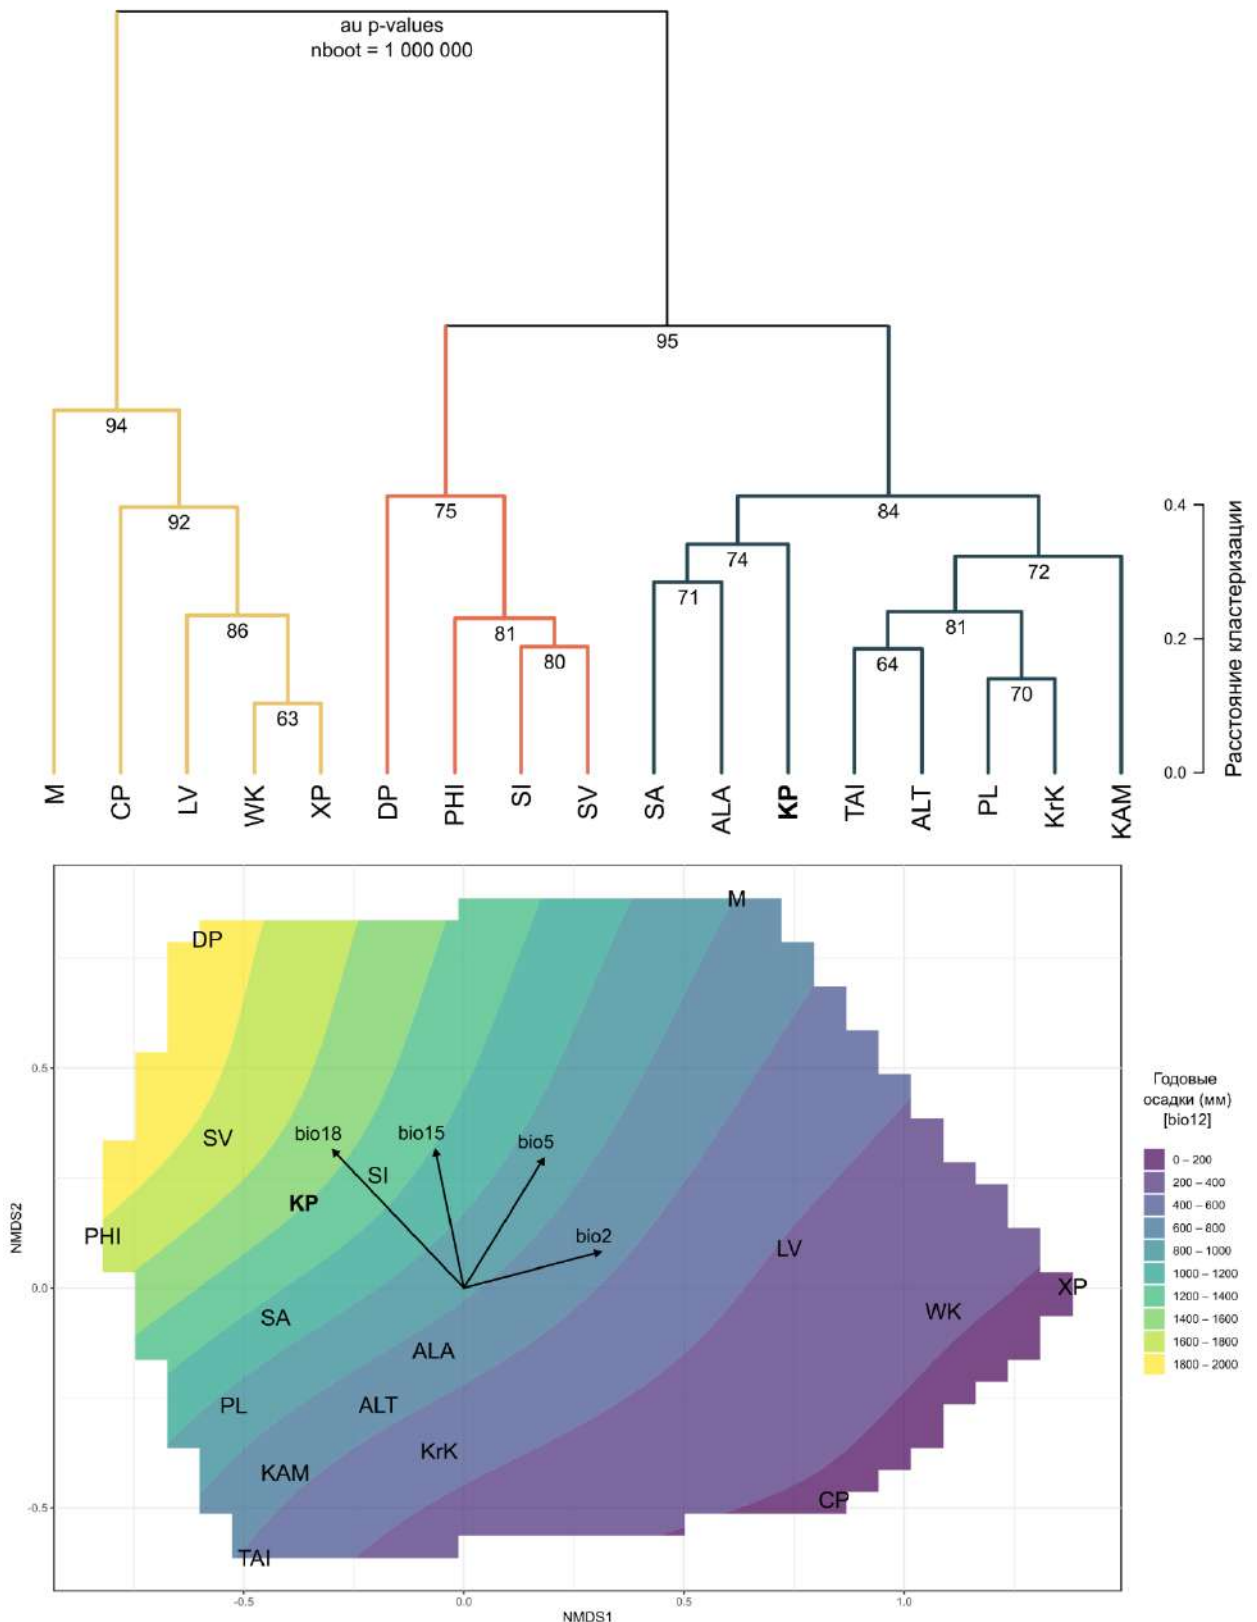 au p-values
nboot = 1 000 000
95
94
92
86
63
75
81
80
84
74
71
72
81
64
70
0.4
0.2
0.0
Расстояние кластеризации
M CP LV WK XP DP PHI SI SV SA ALA KP TAI ALT PL KrK KAM
M
DP
SV
bio18
bio15
bio5
SI
KP
PHI
bio2
LV
XP
WK
SA
ALA
PL
ALT
KrK
KAM
CP
TAI
0.5
0.0
-0.5
NMDS2
-0.5 0.0 0.5 1.0
NMDS1
Годовые
осадки (мм)
[bio12]
0 – 200
200 – 400
400 – 600
600 – 800
800 – 1000
1000 – 1200
1200 – 1400
1400 – 1600
1600 – 1800
1800 – 2000